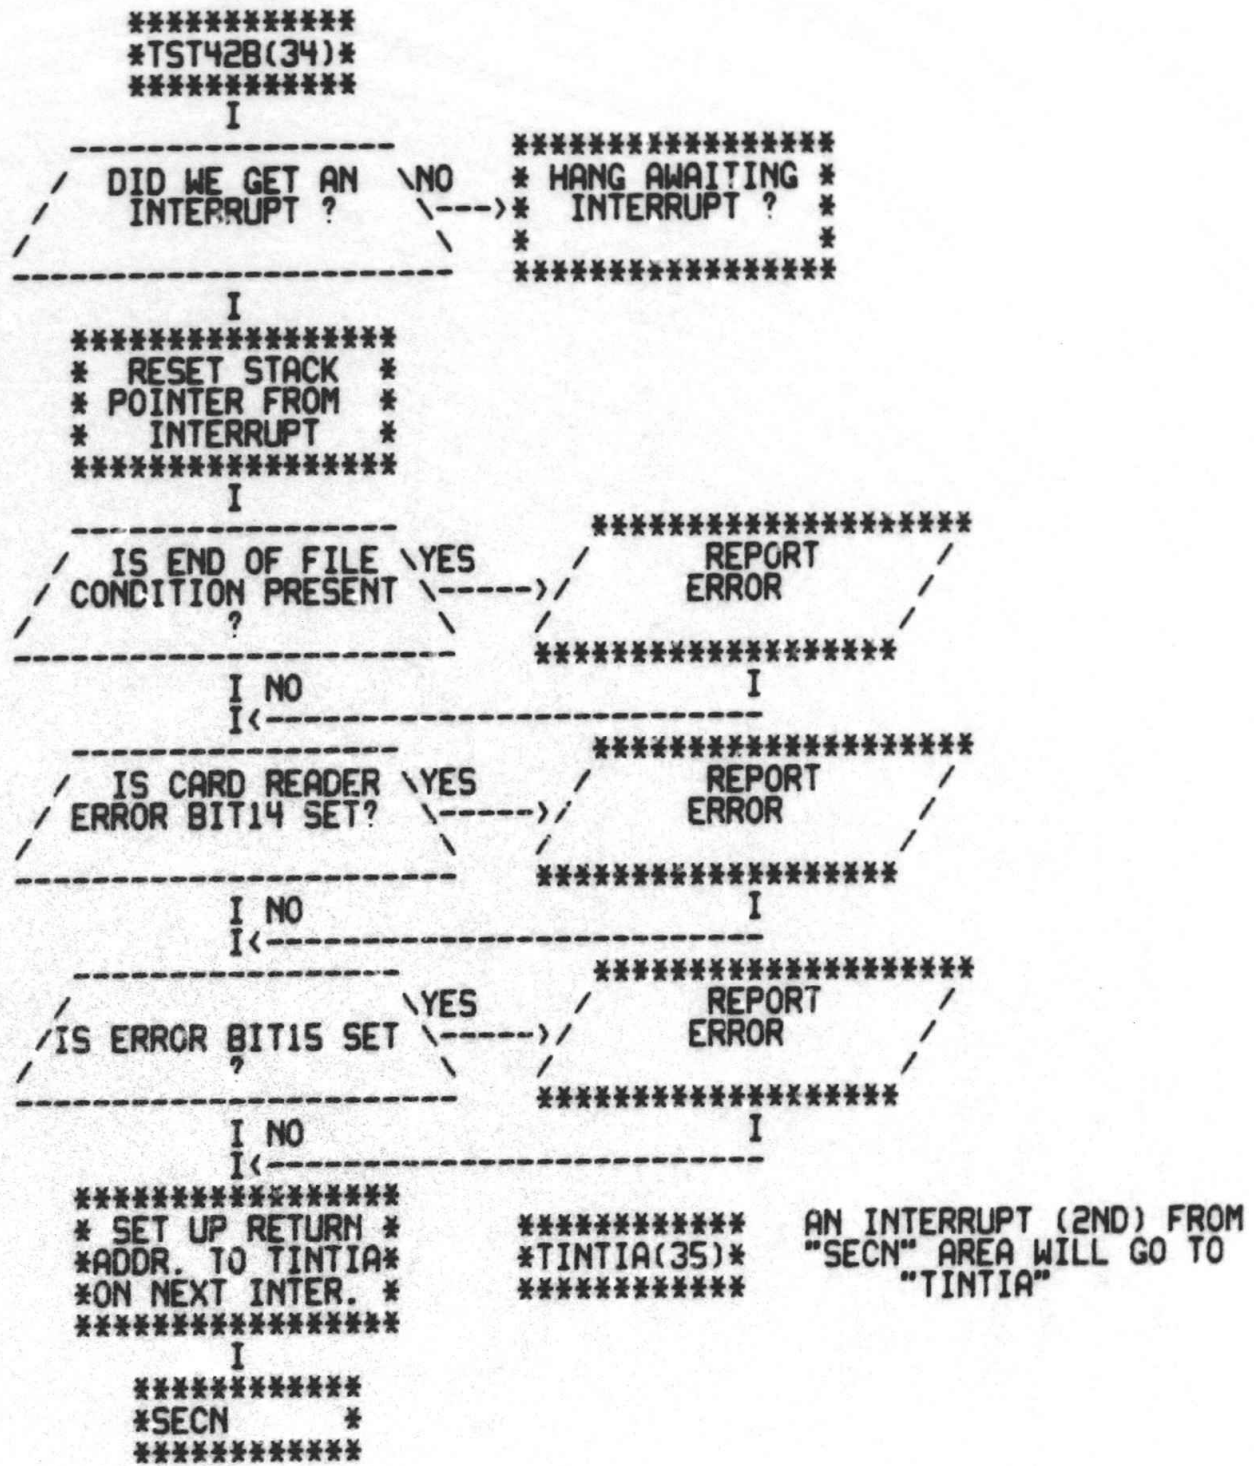 ************
*TST42B(34)*
************
I
-----------------
/ DID WE GET AN \NO
/ INTERRUPT ? \--->
/ \
-----------------------
*****************
* HANG AWAITING *
* INTERRUPT ? *
* *
*****************
I
*****************
* RESET STACK *
* POINTER FROM *
* INTERRUPT *
*****************
I
-----------------
/ IS END OF FILE \YES
/ CONDITION PRESENT \----->
/ ? \
-----------------------
********************
/ REPORT /
/ ERROR /
/ /
*******************
I NO I
I<--------------------------
-----------------
/ IS CARD READER \YES
/ ERROR BIT14 SET? \----->
/ \
-----------------------
********************
/ REPORT /
/ ERROR /
/ /
*******************
I NO I
I<--------------------------
-----------------
/ \YES
/IS ERROR BIT15 SET \----->
/ ? \
-----------------------
********************
/ REPORT /
/ ERROR /
/ /
*******************
I NO I
I<--------------------------
*****************
* SET UP RETURN *
*ADDR. TO TINTIA*
*ON NEXT INTER. *
*****************
************
*TINTIA(35)*
************
AN INTERRUPT (2ND) FROM
"SECN" AREA WILL GO TO
"TINTIA"
I
************
*SECN *
************